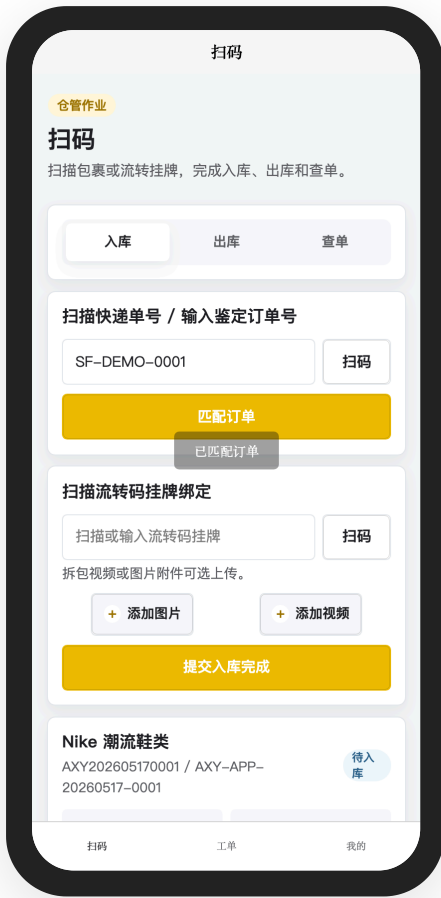 扫码
仓管作业
扫码
扫描包裹或流转挂牌，完成入库、出库和查单。
入库 出库 查单
扫描快递单号 / 输入鉴定订单号
SF-DEMO-0001 扫码
匹配订单
已匹配订单
扫描流转码挂牌绑定
扫描或输入流转码挂牌 扫码
拆包视频或图片附件可选上传。
+ 添加图片 + 添加视频
提交入库完成
Nike 潮流鞋类
AXY202605170001 / AXY-APP-
20260517-0001
待入
库
扫码 工单 我的